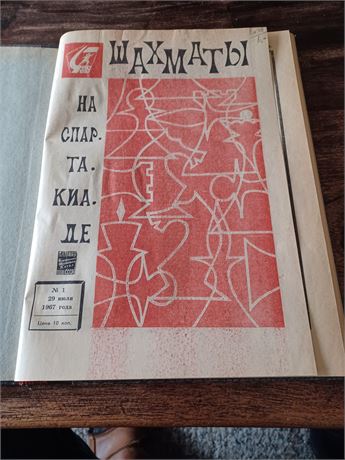 ШАХМАТЫ
НА
СПАР-
ТА-
КИА-
ДЕ
№ 1
29 июля
1967 года
Цена 10 коп.